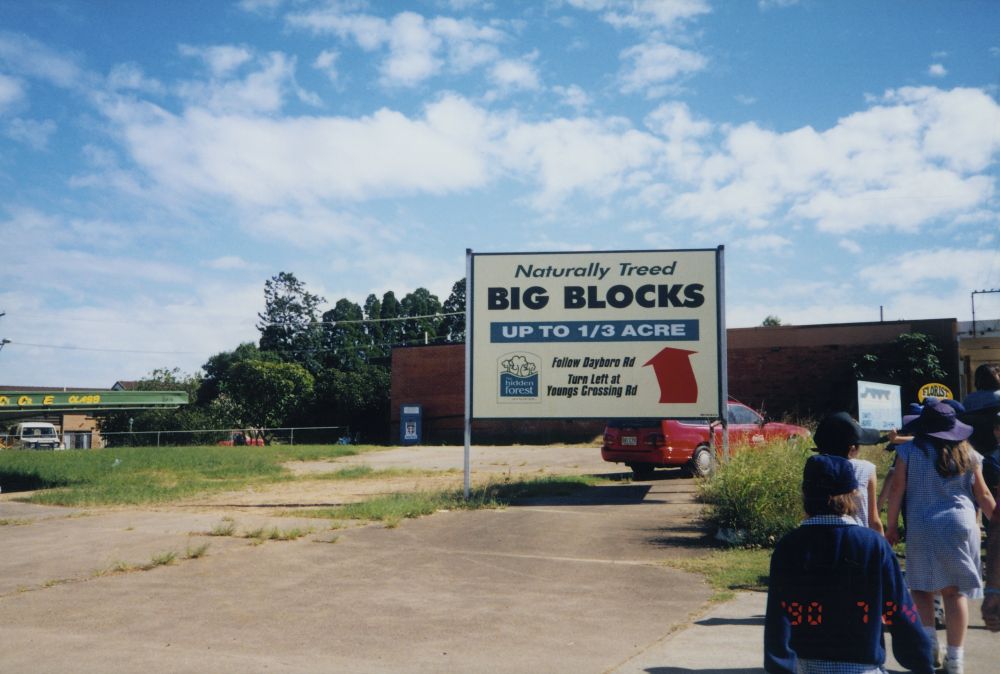 Naturally Treed
BIG BLOCKS
UP TO 1/3 ACRE
hidden
forest
Follow Dayboro Rd
Turn Left at
Youngs Crossing Rd
FLORIST
'90 7 24